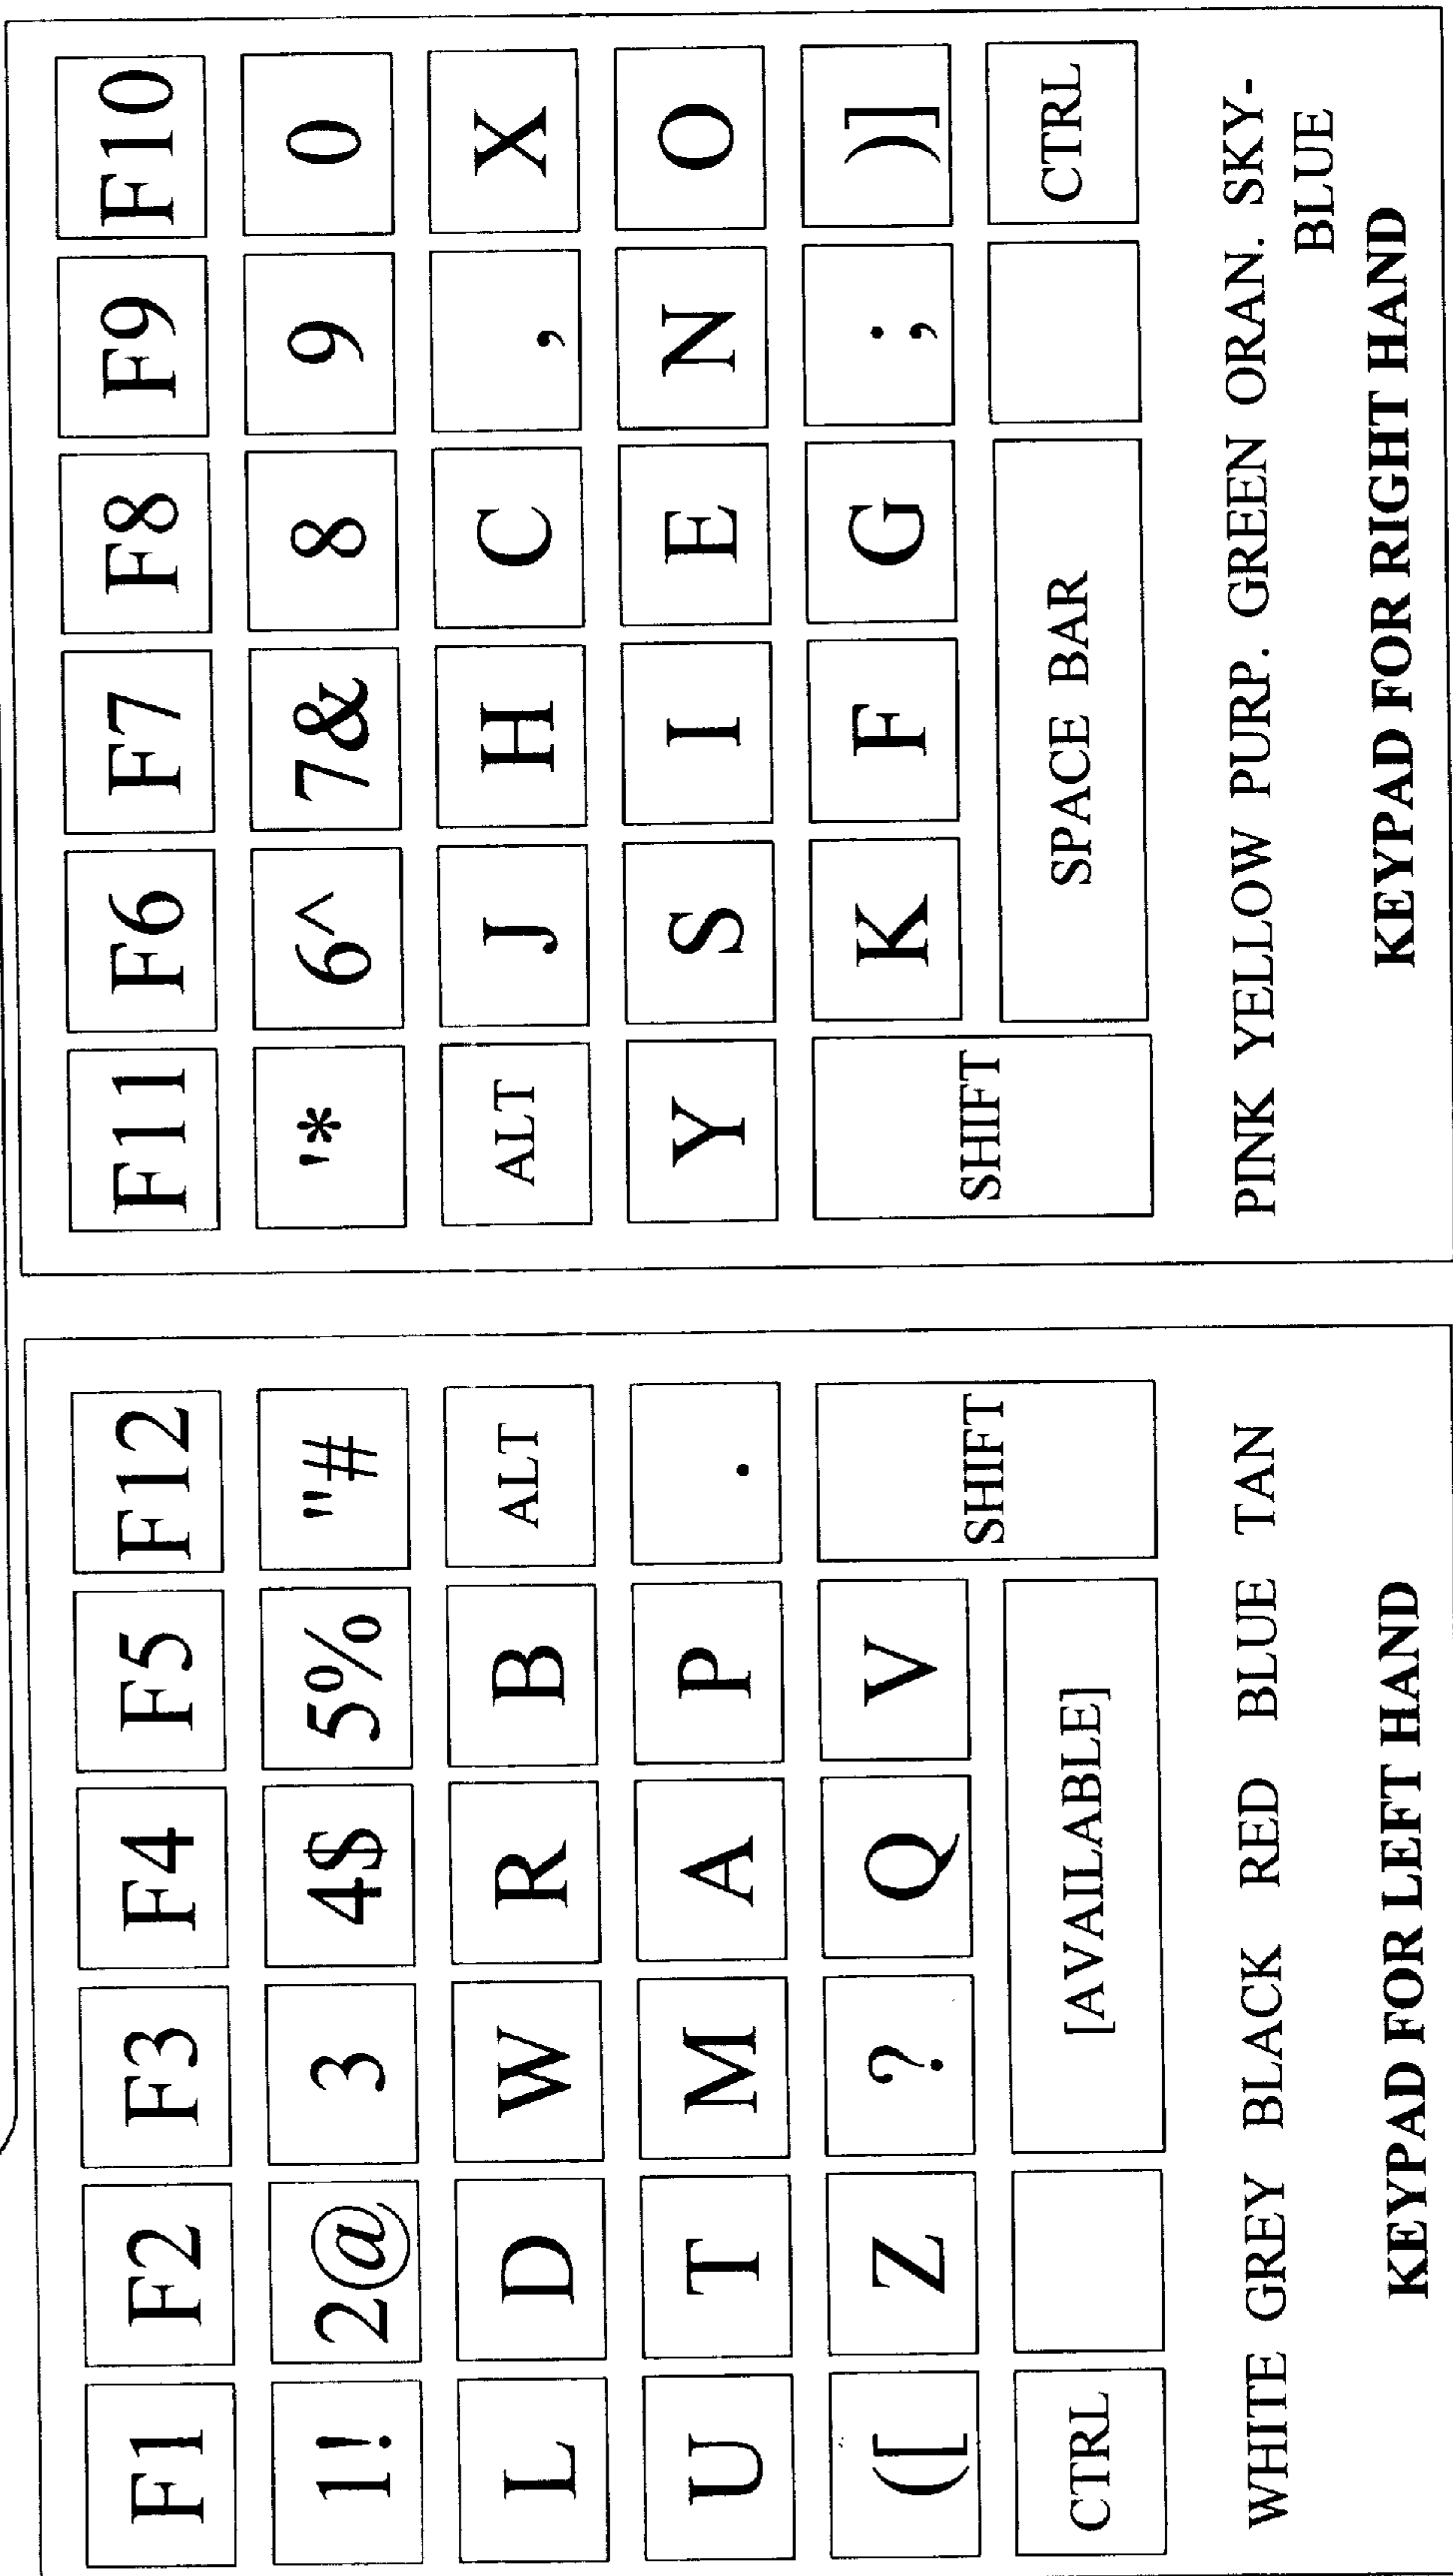 F1 F2 F3 F4 F5 F12
1! 2@ 3 4$ 5% "#
L D W R B ALT
U T M A P .
([ Z ? Q V SHIFT
CTRL [AVAILABLE]
WHITE GREY BLACK RED BLUE TAN
KEYPAD FOR LEFT HAND
F11 F6 F7 F8 F9 F10
'* 6^ 7& 8 9 0
ALT J H C , X
Y S I E N O
SHIFT K F G ; )]
SPACE BAR CTRL
PINK YELLOW PURP. GREEN ORAN. SKY-
BLUE
KEYPAD FOR RIGHT HAND